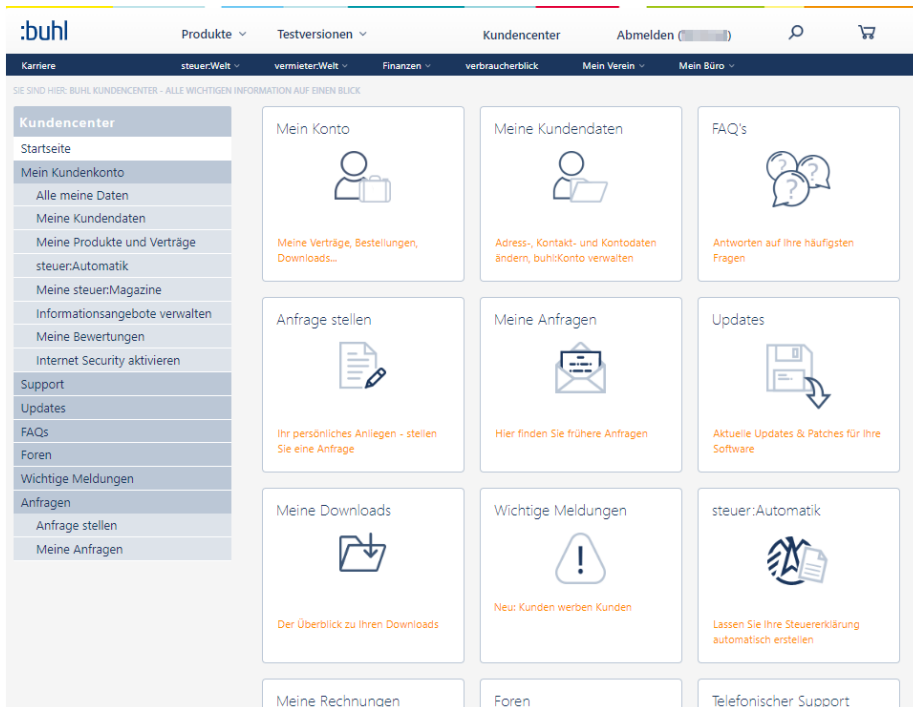 :buhl
Produkte
Testversionen
Kundencenter
Abmelden ( )
Karriere
steuer:Welt
vermieter:Welt
Finanzen
verbraucherblick
Mein Verein
Mein Büro
SIE SIND HIER: BUHL KUNDENCENTER - ALLE WICHTIGEN INFORMATION AUF EINEN BLICK
Kundencenter
Startseite
Mein Kundenkonto
Alle meine Daten
Meine Kundendaten
Meine Produkte und Verträge
steuer:Automatik
Meine steuer:Magazine
Informationsangebote verwalten
Meine Bewertungen
Internet Security aktivieren
Support
Updates
FAQs
Foren
Wichtige Meldungen
Anfragen
Anfrage stellen
Meine Anfragen
Mein Konto
Meine Verträge, Bestellungen,
Downloads...
Meine Kundendaten
Adress-, Kontakt- und Kontodaten
ändern, buhl:Konto verwalten
FAQ's
? ? ?
Antworten auf Ihre häufigsten
Fragen
Anfrage stellen
Ihr persönliches Anliegen - stellen
Sie eine Anfrage
Meine Anfragen
Hier finden Sie frühere Anfragen
Updates
Aktuelle Updates & Patches für Ihre
Software
Meine Downloads
Der Überblick zu Ihren Downloads
Wichtige Meldungen
!
Neu: Kunden werben Kunden
steuer:Automatik
Lassen Sie Ihre Steuererklärung
automatisch erstellen
Meine Rechnungen
Foren
Telefonischer Support